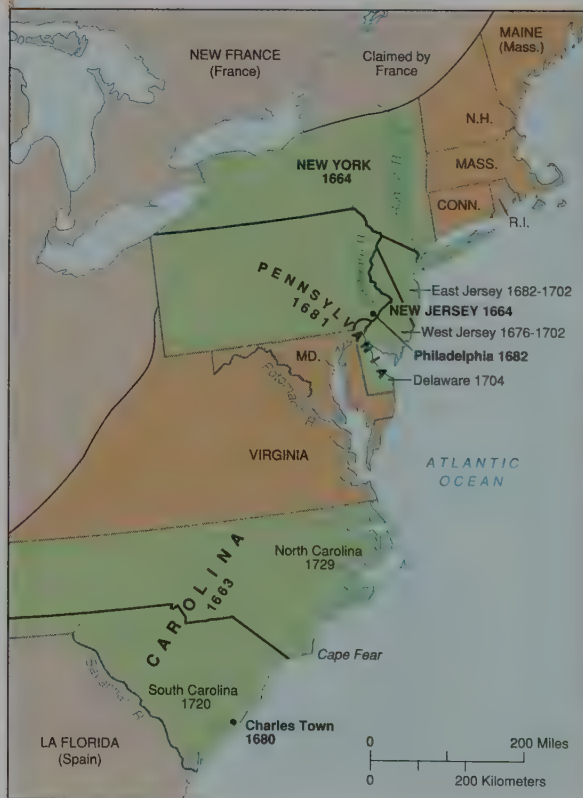 NEW FRANCE
(France)
Claimed by
France
MAINE
(Mass.)
N.H.
NEW YORK
1664
MASS.
CONN.
R.I.
PENNSYLVANIA
1681
East Jersey 1682-1702
NEW JERSEY 1664
West Jersey 1676-1702
Philadelphia 1682
MD.
Delaware 1704
Potomac R.
VIRGINIA
ATLANTIC
OCEAN
CAROLINA
1663
North Carolina
1729
Cape Fear
Savannah R.
South Carolina
1720
Charles Town
1680
LA FLORIDA
(Spain)
0
200 Miles
0
200 Kilometers